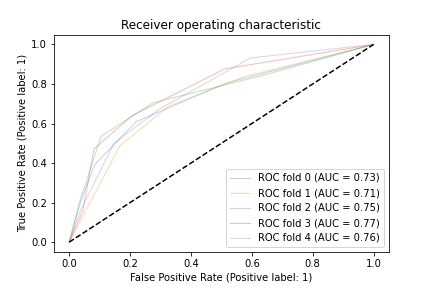 Receiver operating characteristic
True Positive Rate (Positive label: 1)
1.0
0.8
0.6
0.4
0.2
0.0
ROC fold 0 (AUC = 0.73)
ROC fold 1 (AUC = 0.71)
ROC fold 2 (AUC = 0.75)
ROC fold 3 (AUC = 0.77)
ROC fold 4 (AUC = 0.76)
0.0 0.2 0.4 0.6 0.8 1.0
False Positive Rate (Positive label: 1)